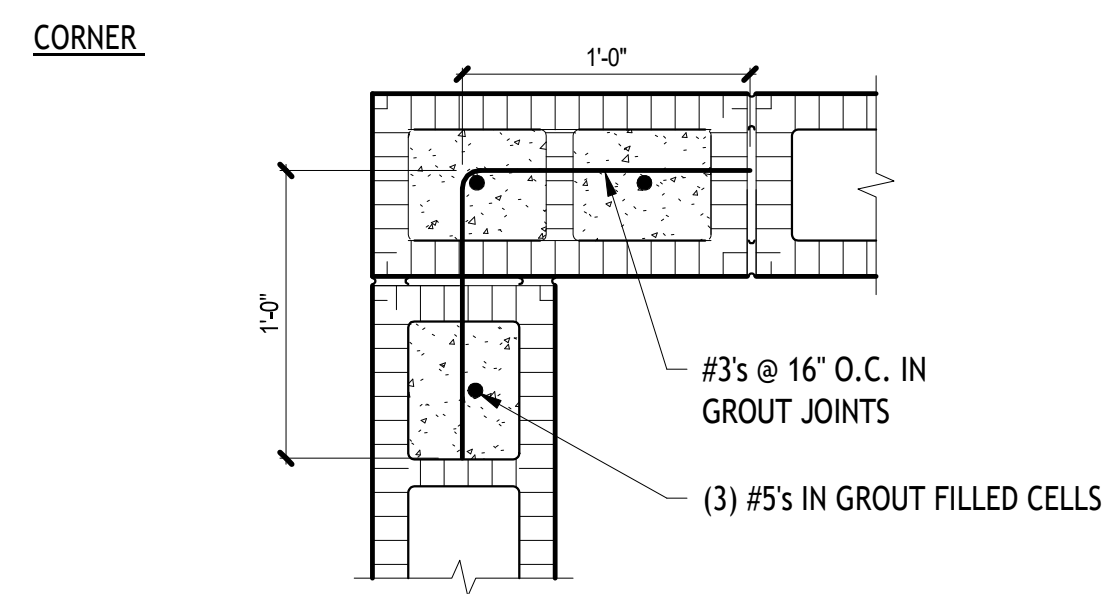 CORNER
1'-0"
1'-0"
#3's @ 16" O.C. IN
GROUT JOINTS
(3) #5's IN GROUT FILLED CELLS